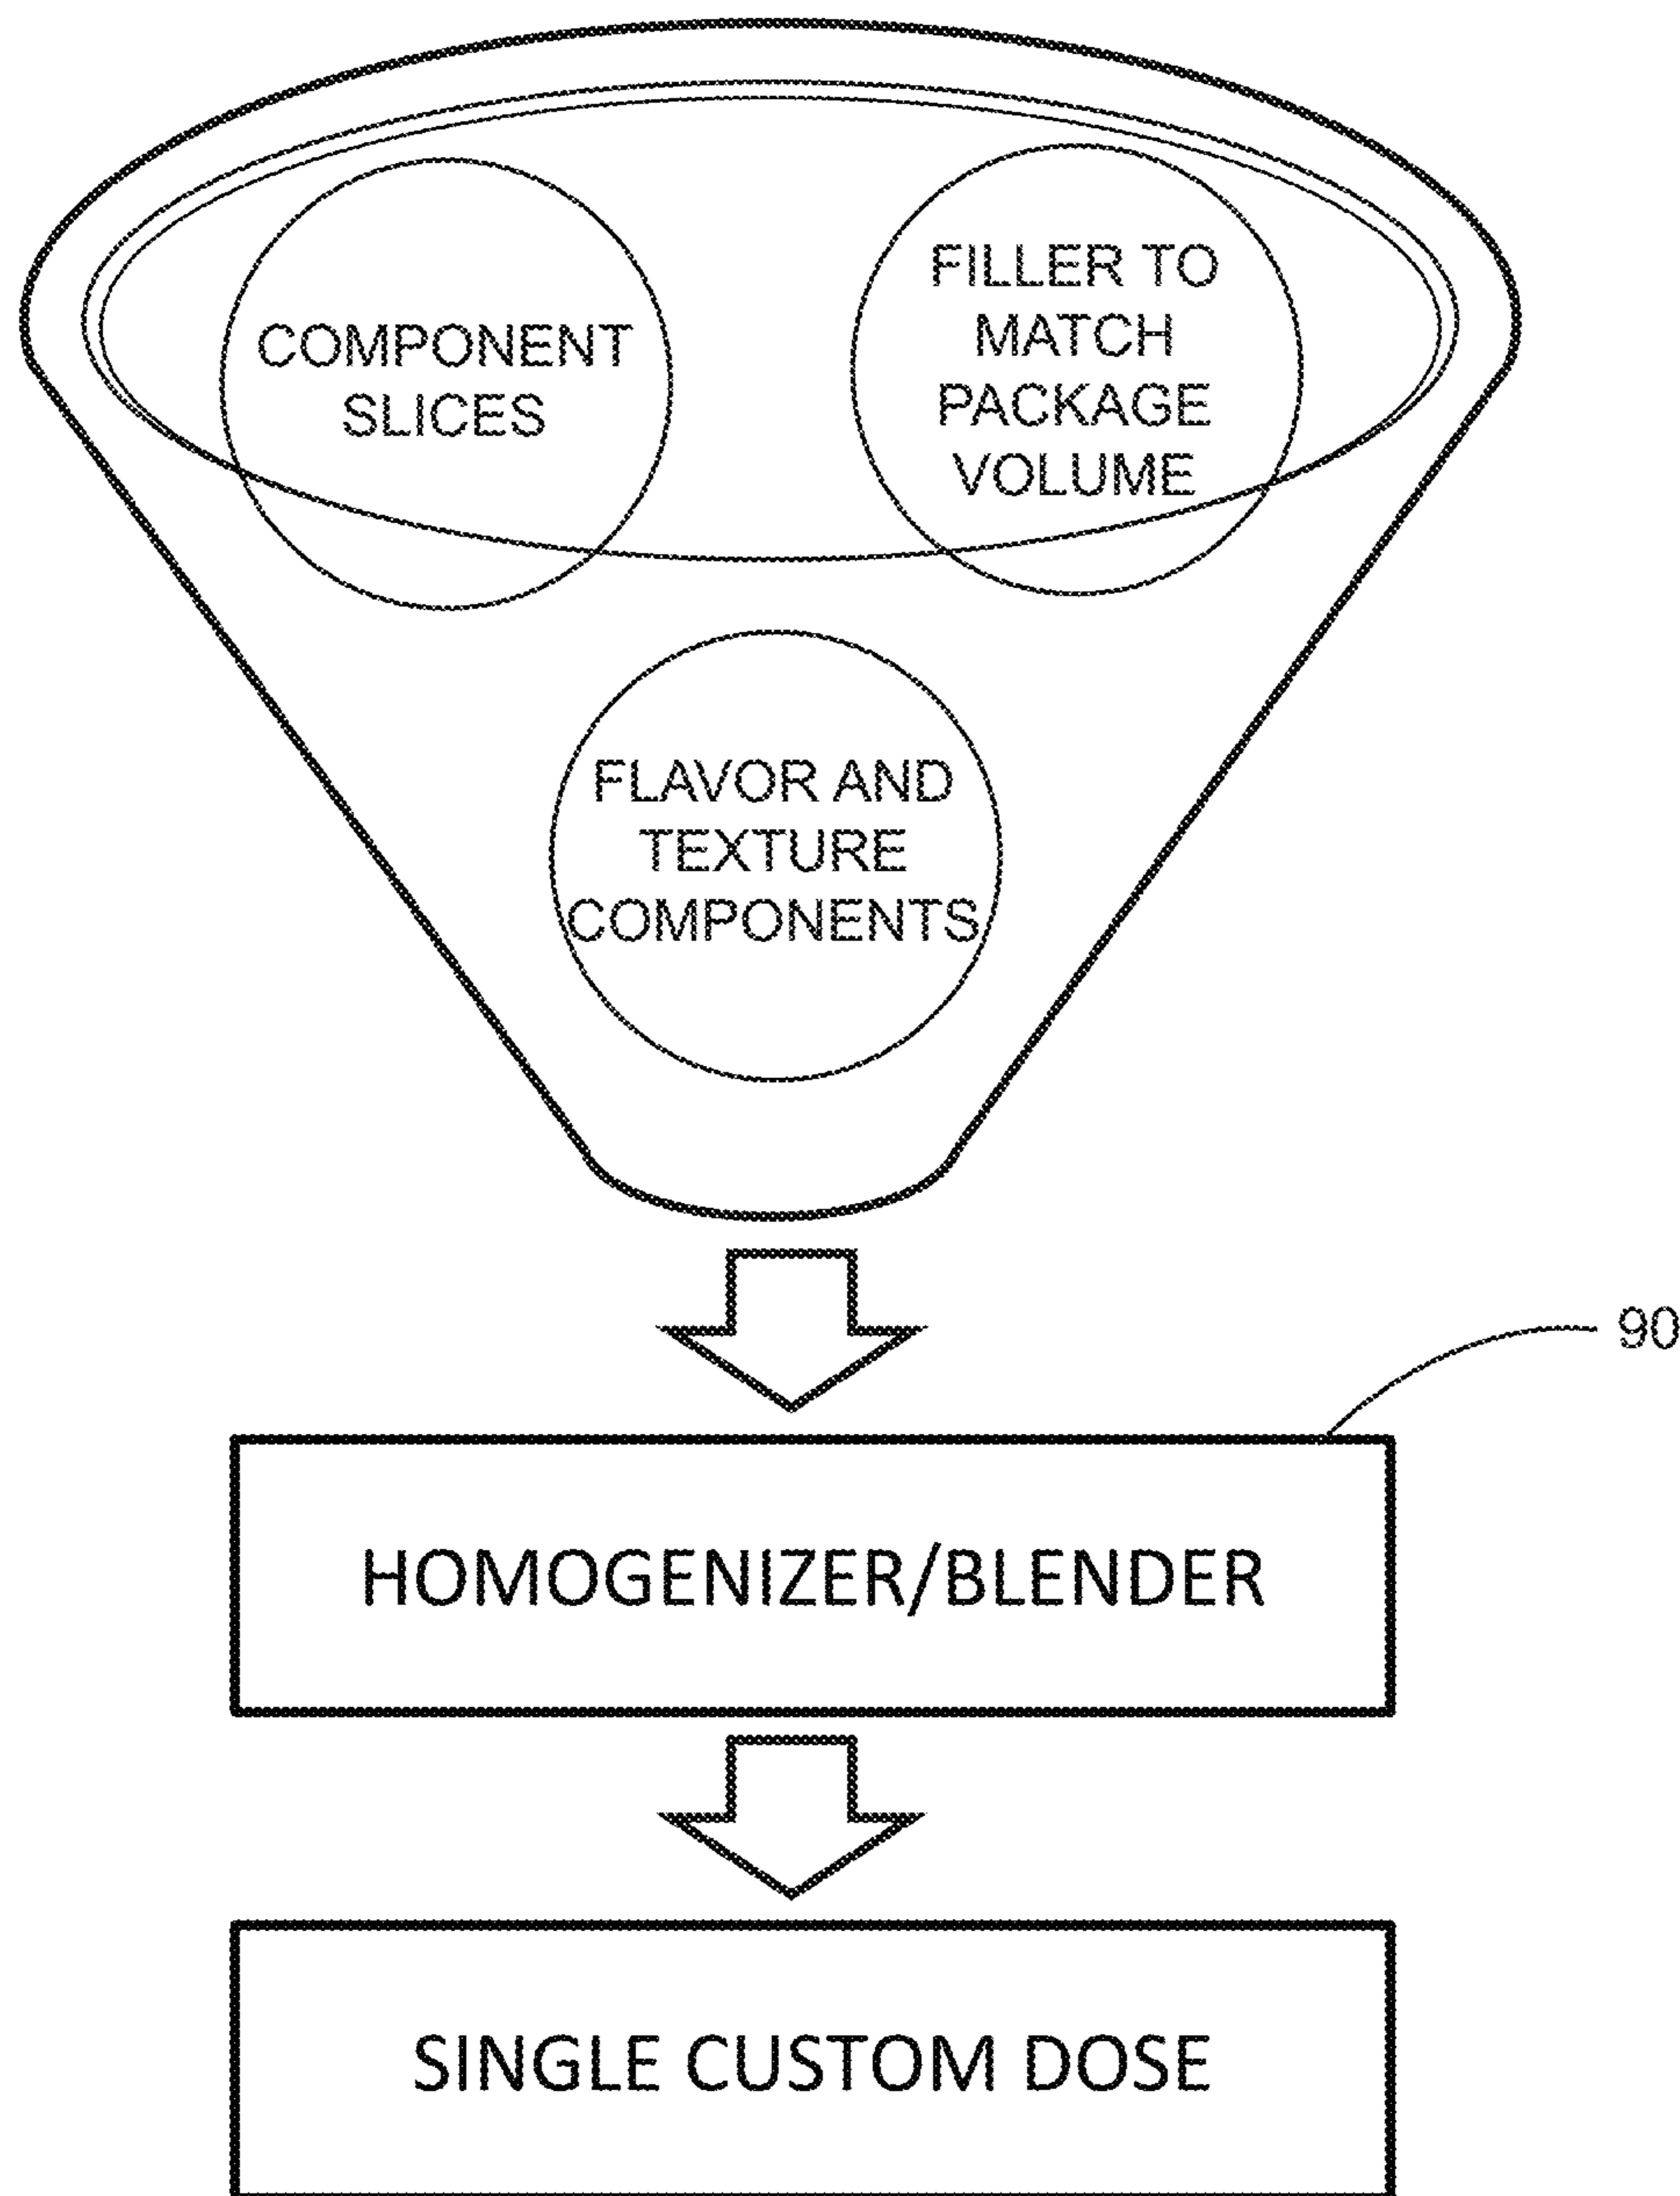 COMPONENT
SLICES
FILLER TO
MATCH
PACKAGE
VOLUME
FLAVOR AND
TEXTURE
COMPONENTS
90
HOMOGENIZER/BLENDER
SINGLE CUSTOM DOSE